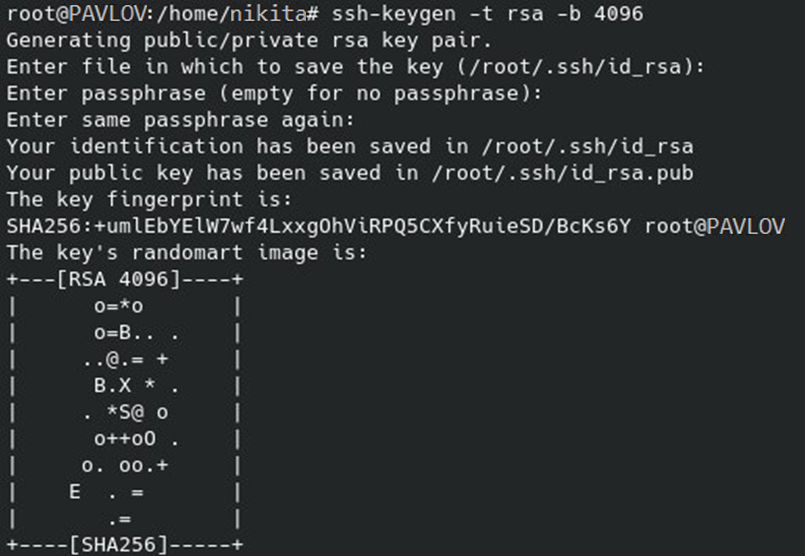 root@PAVLOV:/home/nikita# ssh-keygen -t rsa -b 4096
Generating public/private rsa key pair.
Enter file in which to save the key (/root/.ssh/id_rsa):
Enter passphrase (empty for no passphrase):
Enter same passphrase again:
Your identification has been saved in /root/.ssh/id_rsa
Your public key has been saved in /root/.ssh/id_rsa.pub
The key fingerprint is:
SHA256:+umlEbYElW7wf4LxxgOhViRPQ5CXfyRuieSD/BcKs6Y root@PAVLOV
The key's randomart image is:
+---[RSA 4096]----+
|      o=*o       |
|      o=B.. .    |
|     ..@.= +     |
|      B.X * .    |
|     . *S@ o     |
|      o++oO .    |
|     o. oo.+     |
|    E  . =       |
|       .=        |
+----[SHA256]-----+